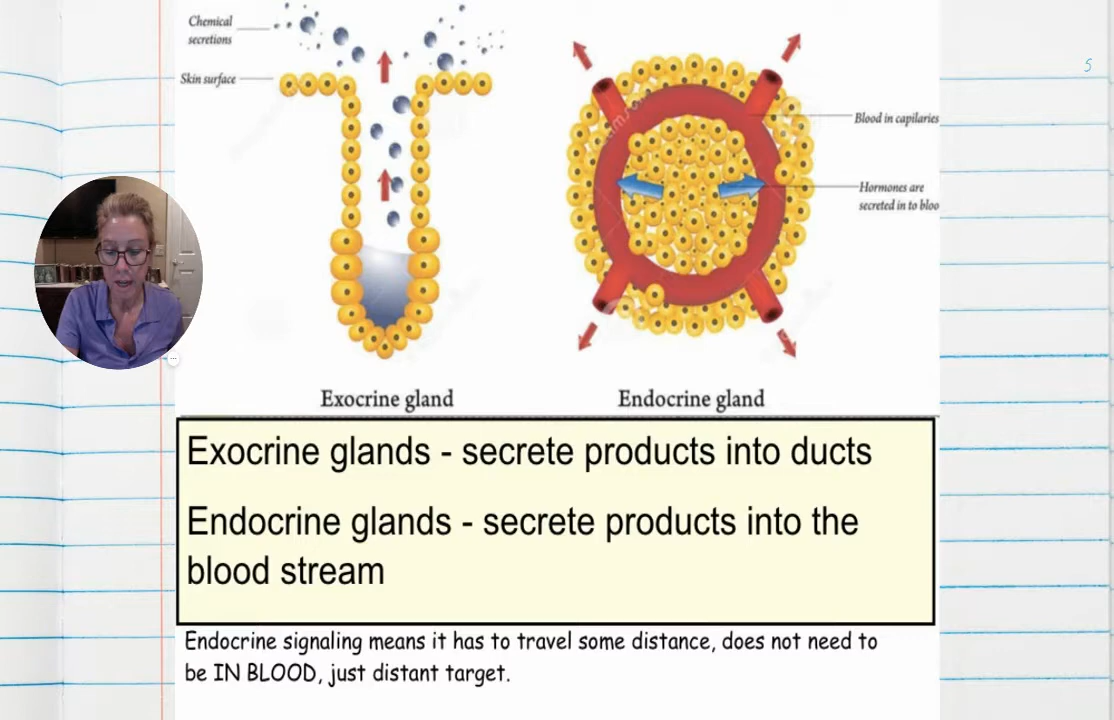 Chemical
secretions
Skin surface
5
Blood in capilaries
Hormones are
secreted in to bloo
Exocrine gland
Endocrine gland
Exocrine glands - secrete products into ducts
Endocrine glands - secrete products into the
blood stream
Endocrine signaling means it has to travel some distance, does not need to
be IN BLOOD, just distant target.